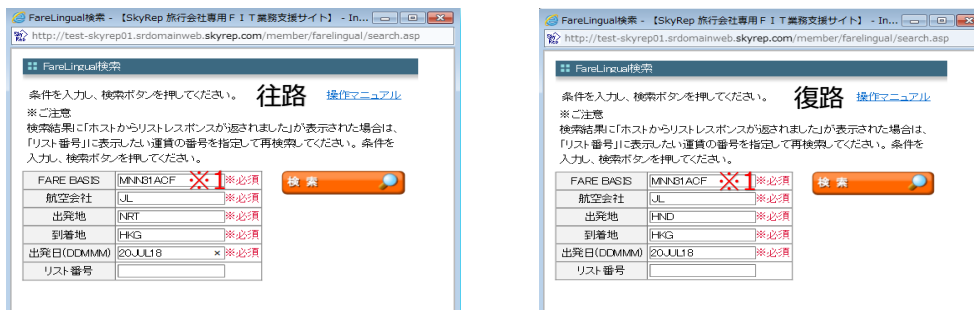 FareLingual検索 - 【SkyRep 旅行会社専用ＦＩＴ業務支援サイト】 - In...
http://test-skyrep01.srdomainweb.skyrep.com/member/farelingual/search.asp
FareLingual検索
条件を入力し、検索ボタンを押してください。 往路 操作マニュアル
※ご注意
検索結果に「ホストからリストレスポンスが返されました」が表示された場合は、
「リスト番号」に表示したい運賃の番号を指定して再検索してください。条件を
入力し、検索ボタンを押してください。
FARE BASIS MNN31ACF ※1 ※必須 検 索
航空会社 JL ※必須
出発地 NRT ※必須
到着地 HKG ※必須
出発日(DDMMM) 20JUL18 × ※必須
リスト番号
FareLingual検索 - 【SkyRep 旅行会社専用ＦＩＴ業務支援サイト】 - In...
http://test-skyrep01.srdomainweb.skyrep.com/member/farelingual/search.asp
FareLingual検索
条件を入力し、検索ボタンを押してください。 復路 操作マニュアル
※ご注意
検索結果に「ホストからリストレスポンスが返されました」が表示された場合は、
「リスト番号」に表示したい運賃の番号を指定して再検索してください。条件を
入力し、検索ボタンを押してください。
FARE BASIS MNN31ACF ※1 ※必須 検 索
航空会社 JL ※必須
出発地 HND ※必須
到着地 HKG ※必須
出発日(DDMMM) 20JUL18 ※必須
リスト番号